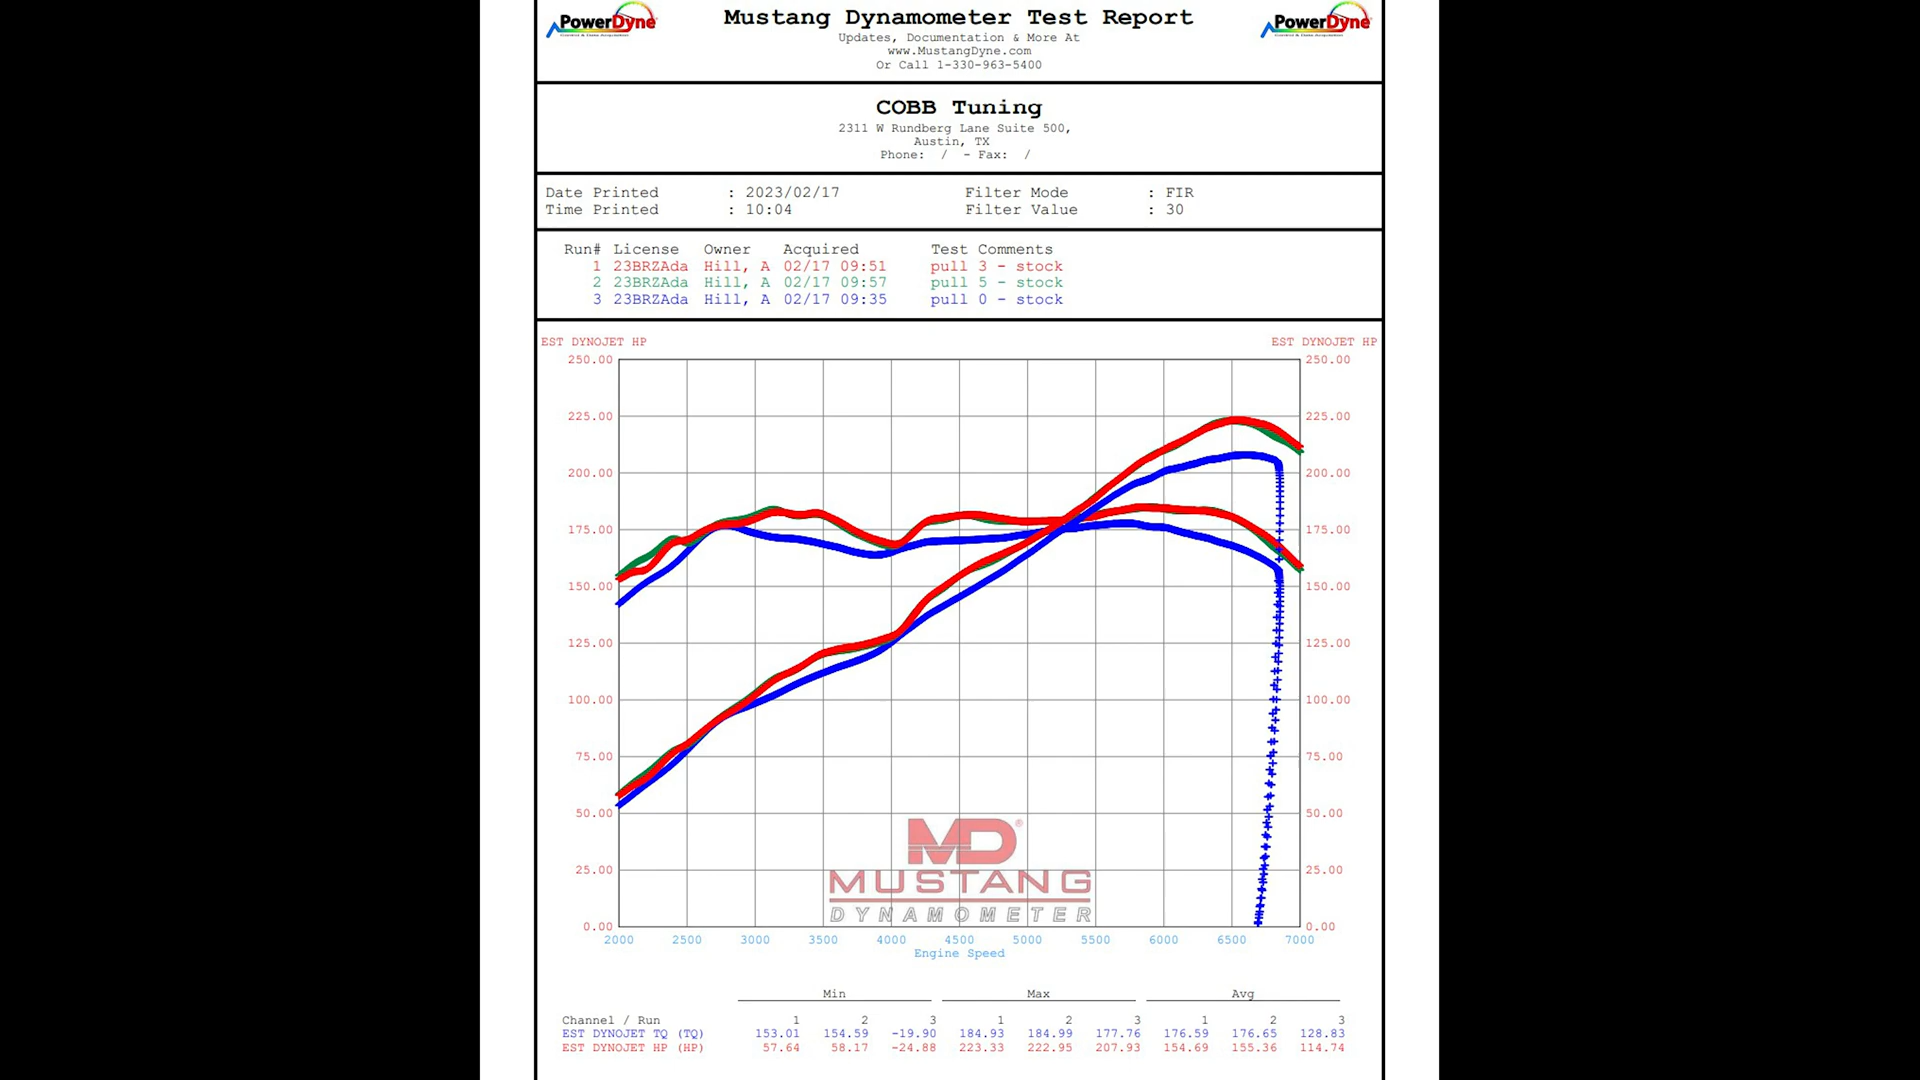 PowerDyne Mustang Dynamometer Test Report PowerDyne
Updates, Documentation & More At
www.MustangDyne.com
Or Call 1-330-963-5400
COBB Tuning
2311 W Rundberg Lane Suite 500,
Austin, TX
Phone: / - Fax: /
Date Printed : 2023/02/17 Filter Mode : FIR
Time Printed : 10:04 Filter Value : 30
Run# License Owner Acquired Test Comments
1 23BRZAda Hill, A 02/17 09:51 pull 3 - stock
2 23BRZAda Hill, A 02/17 09:57 pull 5 - stock
3 23BRZAda Hill, A 02/17 09:35 pull 0 - stock
EST DYNOJET HP EST DYNOJET HP
250.00 250.00
225.00 225.00
200.00 200.00
175.00 175.00
150.00 150.00
125.00 125.00
100.00 100.00
75.00 75.00
50.00 50.00
25.00 25.00
0.00 0.00
MD®
MUSTANG
DYNAMOMETER
2000 2500 3000 3500 4000 4500 5000 5500 6000 6500 7000
Engine Speed
Min Max Avg
Channel / Run 1 2 3 1 2 3 1 2 3
EST DYNOJET TQ (TQ) 153.01 154.59 -19.90 184.93 184.99 177.76 176.59 176.65 128.83
EST DYNOJET HP (HP) 57.64 58.17 -24.88 223.33 222.95 207.93 154.69 155.36 114.74